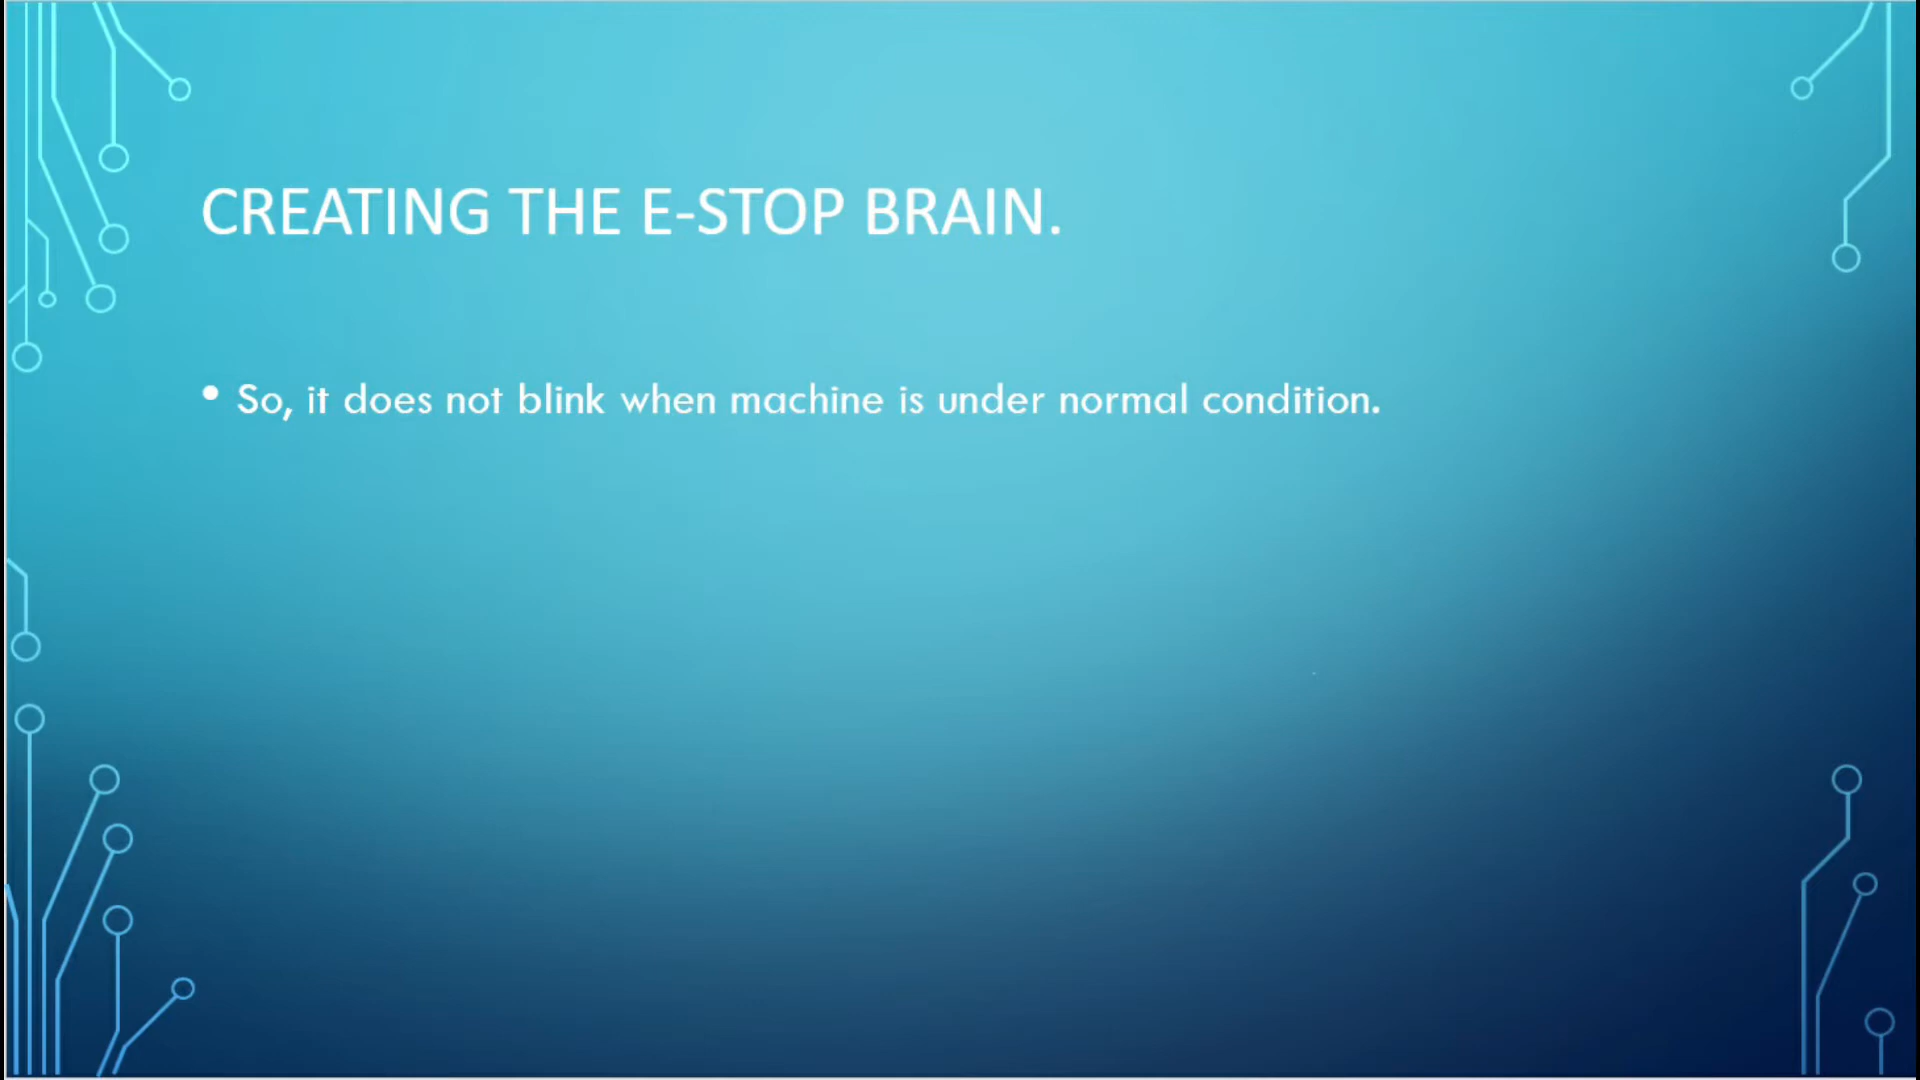 CREATING THE E-STOP BRAIN.
• So, it does not blink when machine is under normal condition.